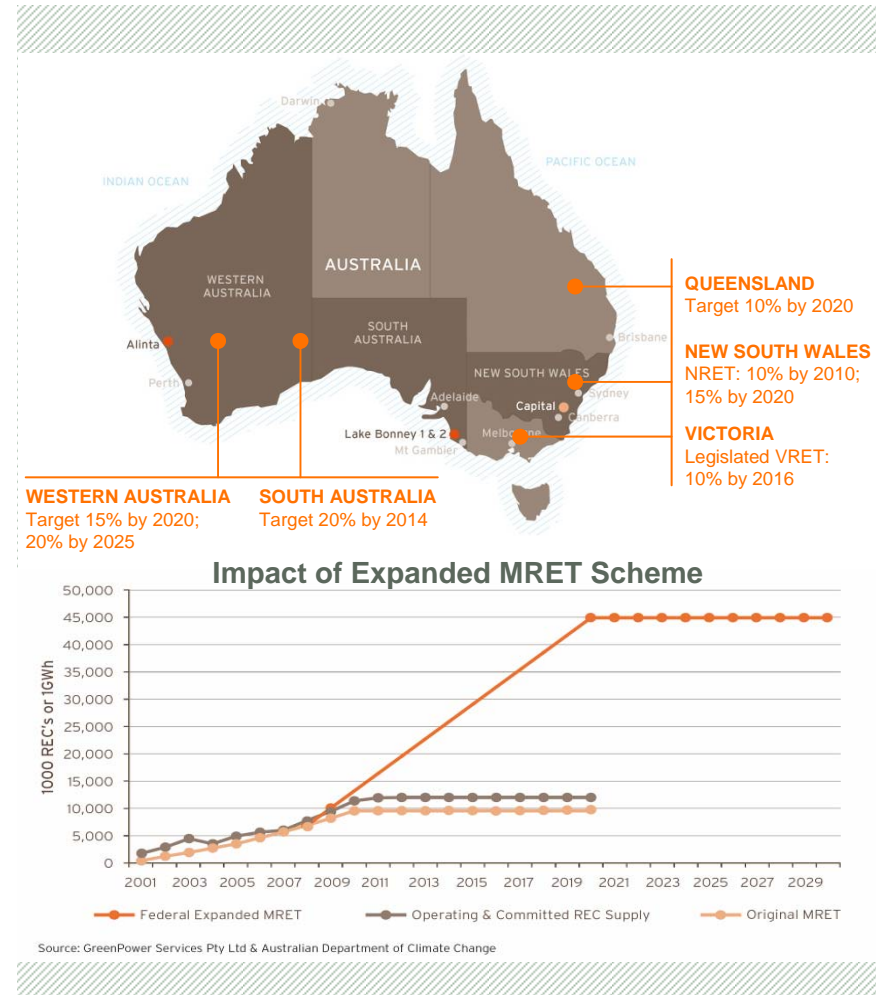 Darwin
INDIAN OCEAN
PACIFIC OCEAN
AUSTRALIA
WESTERN
AUSTRALIA
SOUTH
AUSTRALIA
NEW SOUTH WALES
Alinta
Perth
Adelaide
Lake Bonney 1 & 2
Mt Gambier
Melbourne
Capital
Canberra
Sydney
Brisbane
QUEENSLAND
Target 10% by 2020
NEW SOUTH WALES
NRET: 10% by 2010;
15% by 2020
VICTORIA
Legislated VRET:
10% by 2016
WESTERN AUSTRALIA
Target 15% by 2020;
20% by 2025
SOUTH AUSTRALIA
Target 20% by 2014
Impact of Expanded MRET Scheme
1000 REC's or 1GWh
50,000
45,000
40,000
35,000
30,000
25,000
20,000
15,000
10,000
5,000
0
2001 2003 2005 2007 2009 2011 2013 2015 2017 2019 2021 2023 2025 2027 2029
Federal Expanded MRET Operating & Committed REC Supply Original MRET
Source: GreenPower Services Pty Ltd & Australian Department of Climate Change